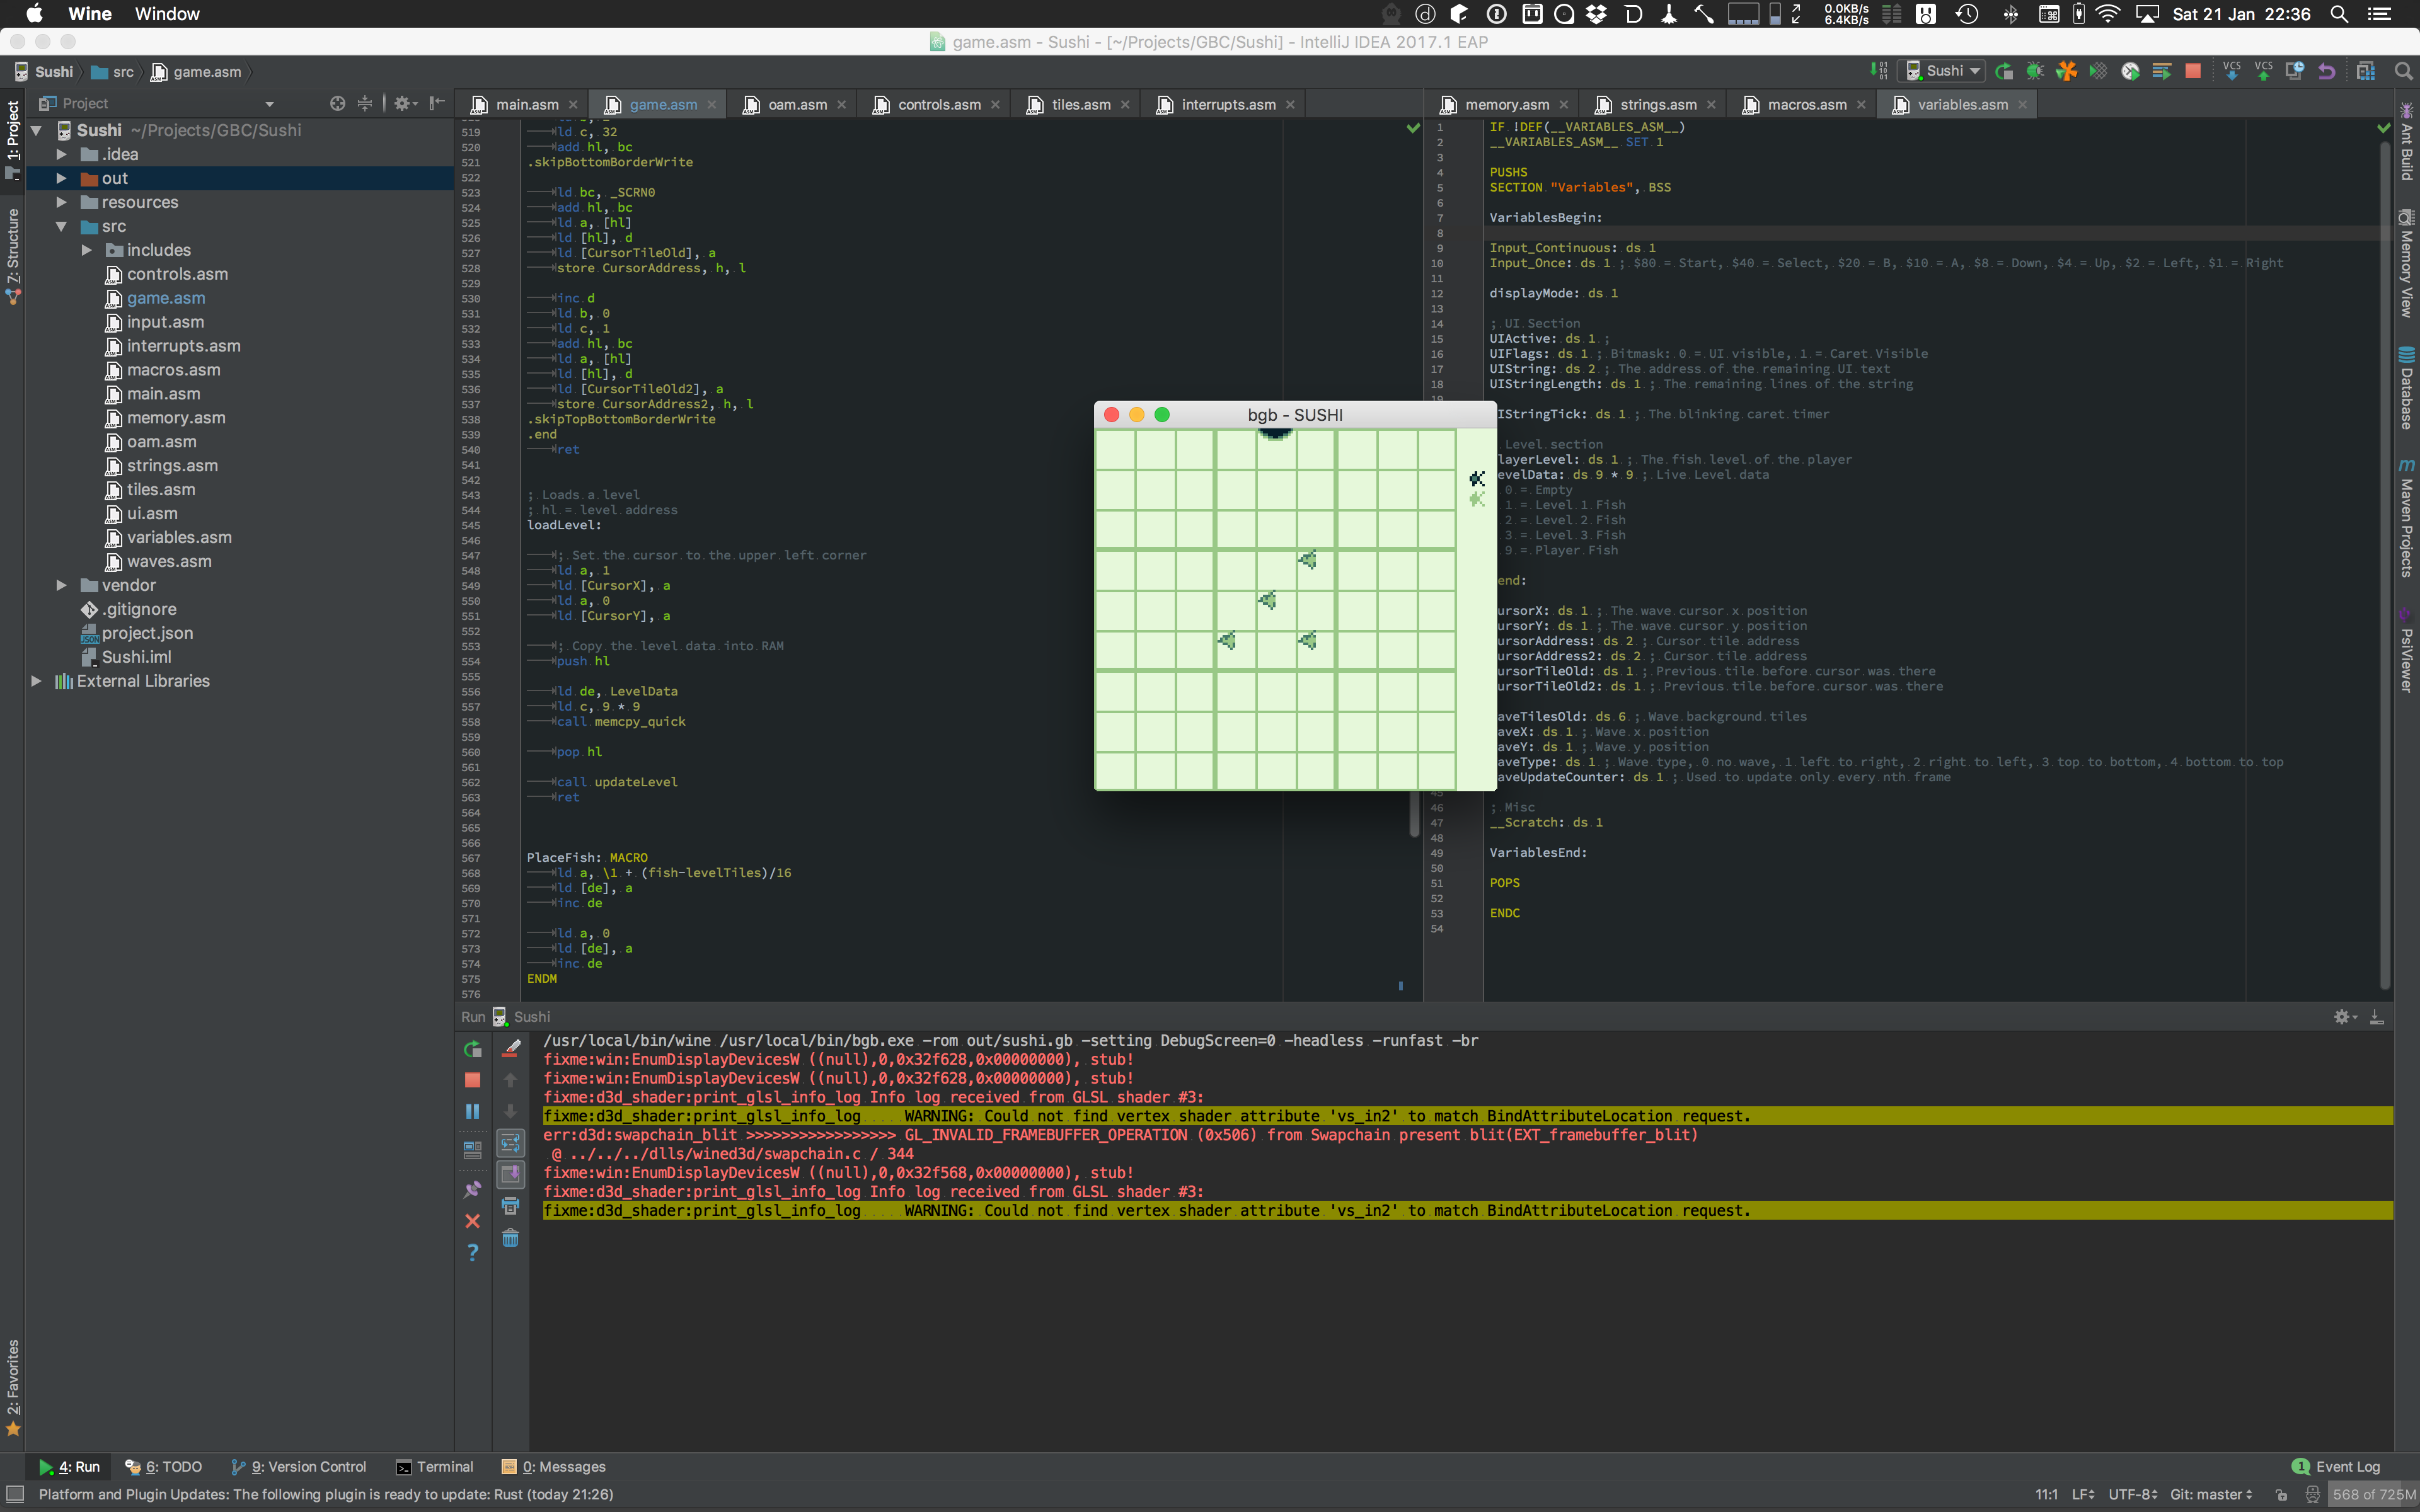 Wine Window 0.0KB/s 6.4KB/s Sat 21 Jan 22:36
game.asm - Sushi - [~/Projects/GBC/Sushi] - IntelliJ IDEA 2017.1 EAP
Sushi src game.asm Sushi VCS VCS
Project
main.asm game.asm oam.asm controls.asm tiles.asm interrupts.asm
memory.asm strings.asm macros.asm variables.asm
1: Project
Z: Structure
2: Favorites
Sushi ~/Projects/GBC/Sushi
.idea
out
resources
src
includes
controls.asm
game.asm
input.asm
interrupts.asm
macros.asm
main.asm
memory.asm
oam.asm
strings.asm
tiles.asm
ui.asm
variables.asm
waves.asm
vendor
.gitignore
project.json
Sushi.iml
External Libraries
519 ld c, 32
520 add hl, bc
521 .skipBottomBorderWrite
522
523 ld bc, _SCRN0
524 add hl, bc
525 ld a, [hl]
526 ld [hl], d
527 ld [CursorTileOld], a
528 store CursorAddress, h, l
529
530 inc d
531 ld b, 0
532 ld c, 1
533 add hl, bc
534 ld a, [hl]
535 ld [hl], d
536 ld [CursorTileOld2], a
537 store CursorAddress2, h, l
538 .skipTopBottomBorderWrite
539 .end
540 ret
541
542
543 ; Loads a level
544 ; hl = level address
545 loadLevel:
546
547 ; Set the cursor to the upper left corner
548 ld a, 1
549 ld [CursorX], a
550 ld a, 0
551 ld [CursorY], a
552
553 ; Copy the level data into RAM
554 push hl
555
556 ld de, LevelData
557 ld c, 9 * 9
558 call memcpy_quick
559
560 pop hl
561
562 call updateLevel
563 ret
564
565
566
567 PlaceFish: MACRO
568 ld a, \1 + (fish-levelTiles)/16
569 ld [de], a
570 inc de
571
572 ld a, 0
573 ld [de], a
574 inc de
575 ENDM
576
1 IF !DEF(__VARIABLES_ASM__)
2 __VARIABLES_ASM__ SET 1
3
4 PUSHS
5 SECTION "Variables", BSS
6
7 VariablesBegin:
8
9 Input_Continuous: ds 1
10 Input_Once: ds 1 ; $80 = Start, $40 = Select, $20 = B, $10 = A, $8 = Down, $4 = Up, $2 = Left, $1 = Right
11
12 displayMode: ds 1
13
14 ; UI Section
15 UIActive: ds 1 ;
16 UIFlags: ds 1 ; Bitmask: 0 = UI visible, 1 = Caret Visible
17 UIString: ds 2 ; The address of the remaining UI text
18 UIStringLength: ds 1 ; The remaining lines of the string
19
IStringTick: ds 1 ; The blinking caret timer
Level section
layerLevel: ds 1 ; The fish level of the player
evelData: ds 9 * 9 ; Live Level data
0 = Empty
1 = Level 1 Fish
2 = Level 2 Fish
3 = Level 3 Fish
9 = Player Fish
end:
ursorX: ds 1 ; The wave cursor x position
ursorY: ds 1 ; The wave cursor y position
ursorAddress: ds 2 ; Cursor tile address
ursorAddress2: ds 2 ; Cursor tile address
ursorTileOld: ds 1 ; Previous tile before cursor was there
ursorTileOld2: ds 1 ; Previous tile before cursor was there
aveTilesOld: ds 6 ; Wave background tiles
aveX: ds 1 ; Wave x position
aveY: ds 1 ; Wave y position
aveType: ds 1 ; Wave type, 0 no wave, 1 left to right, 2 right to left, 3 top to bottom, 4 bottom to top
aveUpdateCounter: ds 1 ; Used to update only every nth frame
45
46 ; Misc
47 __Scratch: ds 1
48
49 VariablesEnd:
50
51 POPS
52
53 ENDC
54
bgb - SUSHI
Ant Build
Memory View
Database
Maven Projects
PsiViewer
Run Sushi
/usr/local/bin/wine /usr/local/bin/bgb.exe -rom out/sushi.gb -setting DebugScreen=0 -headless -runfast -br
fixme:win:EnumDisplayDevicesW ((null),0,0x32f628,0x00000000), stub!
fixme:win:EnumDisplayDevicesW ((null),0,0x32f628,0x00000000), stub!
fixme:d3d_shader:print_glsl_info_log Info log received from GLSL shader #3:
fixme:d3d_shader:print_glsl_info_log WARNING: Could not find vertex shader attribute 'vs_in2' to match BindAttributeLocation request.
err:d3d:swapchain_blit >>>>>>>>>>>>>>>>> GL_INVALID_FRAMEBUFFER_OPERATION (0x506) from Swapchain present blit(EXT_framebuffer_blit)
@ ../../../dlls/wined3d/swapchain.c / 344
fixme:win:EnumDisplayDevicesW ((null),0,0x32f568,0x00000000), stub!
fixme:d3d_shader:print_glsl_info_log Info log received from GLSL shader #3:
fixme:d3d_shader:print_glsl_info_log WARNING: Could not find vertex shader attribute 'vs_in2' to match BindAttributeLocation request.
4: Run 6: TODO 9: Version Control Terminal 0: Messages 1 Event Log
Platform and Plugin Updates: The following plugin is ready to update: Rust (today 21:26) 11:1 LF UTF-8 Git: master 568 of 725M